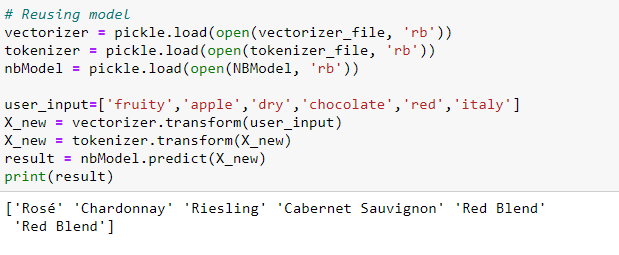 # Reusing model
vectorizer = pickle.load(open(vectorizer_file, 'rb'))
tokenizer = pickle.load(open(tokenizer_file, 'rb'))
nbModel = pickle.load(open(NBModel, 'rb'))
user_input=['fruity','apple','dry','chocolate','red','italy']
X_new = vectorizer.transform(user_input)
X_new = tokenizer.transform(X_new)
result = nbModel.predict(X_new)
print(result)
['Rosé' 'Chardonnay' 'Riesling' 'Cabernet Sauvignon' 'Red Blend'
 'Red Blend']